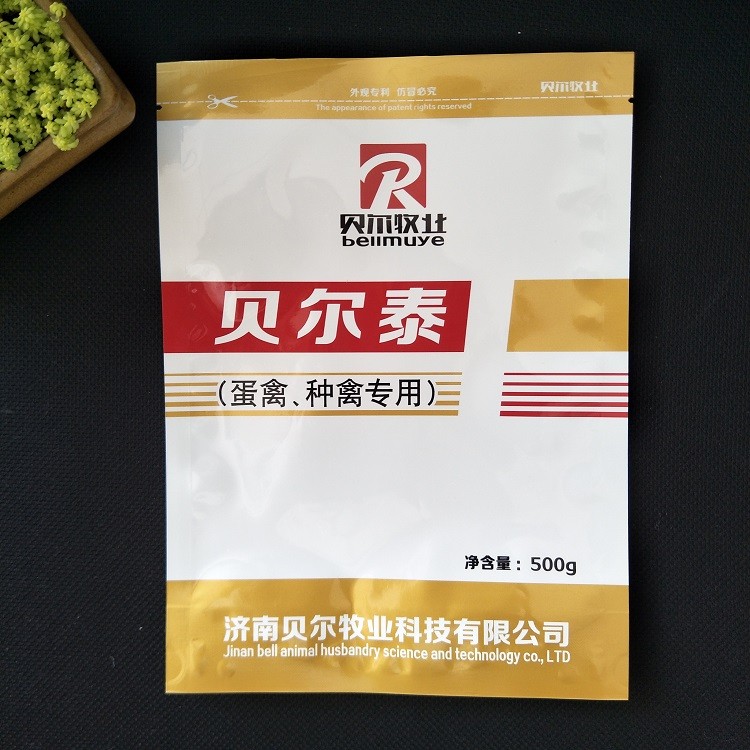 外观专利 仿冒必究 贝尔牧业
The appearance of patent rights reserved
R
贝尔牧业
bellmuye
贝尔泰
(蛋禽、种禽专用)
净含量：500g
济南贝尔牧业科技有限公司
Jinan bell animal husbandry science and technology co., LTD